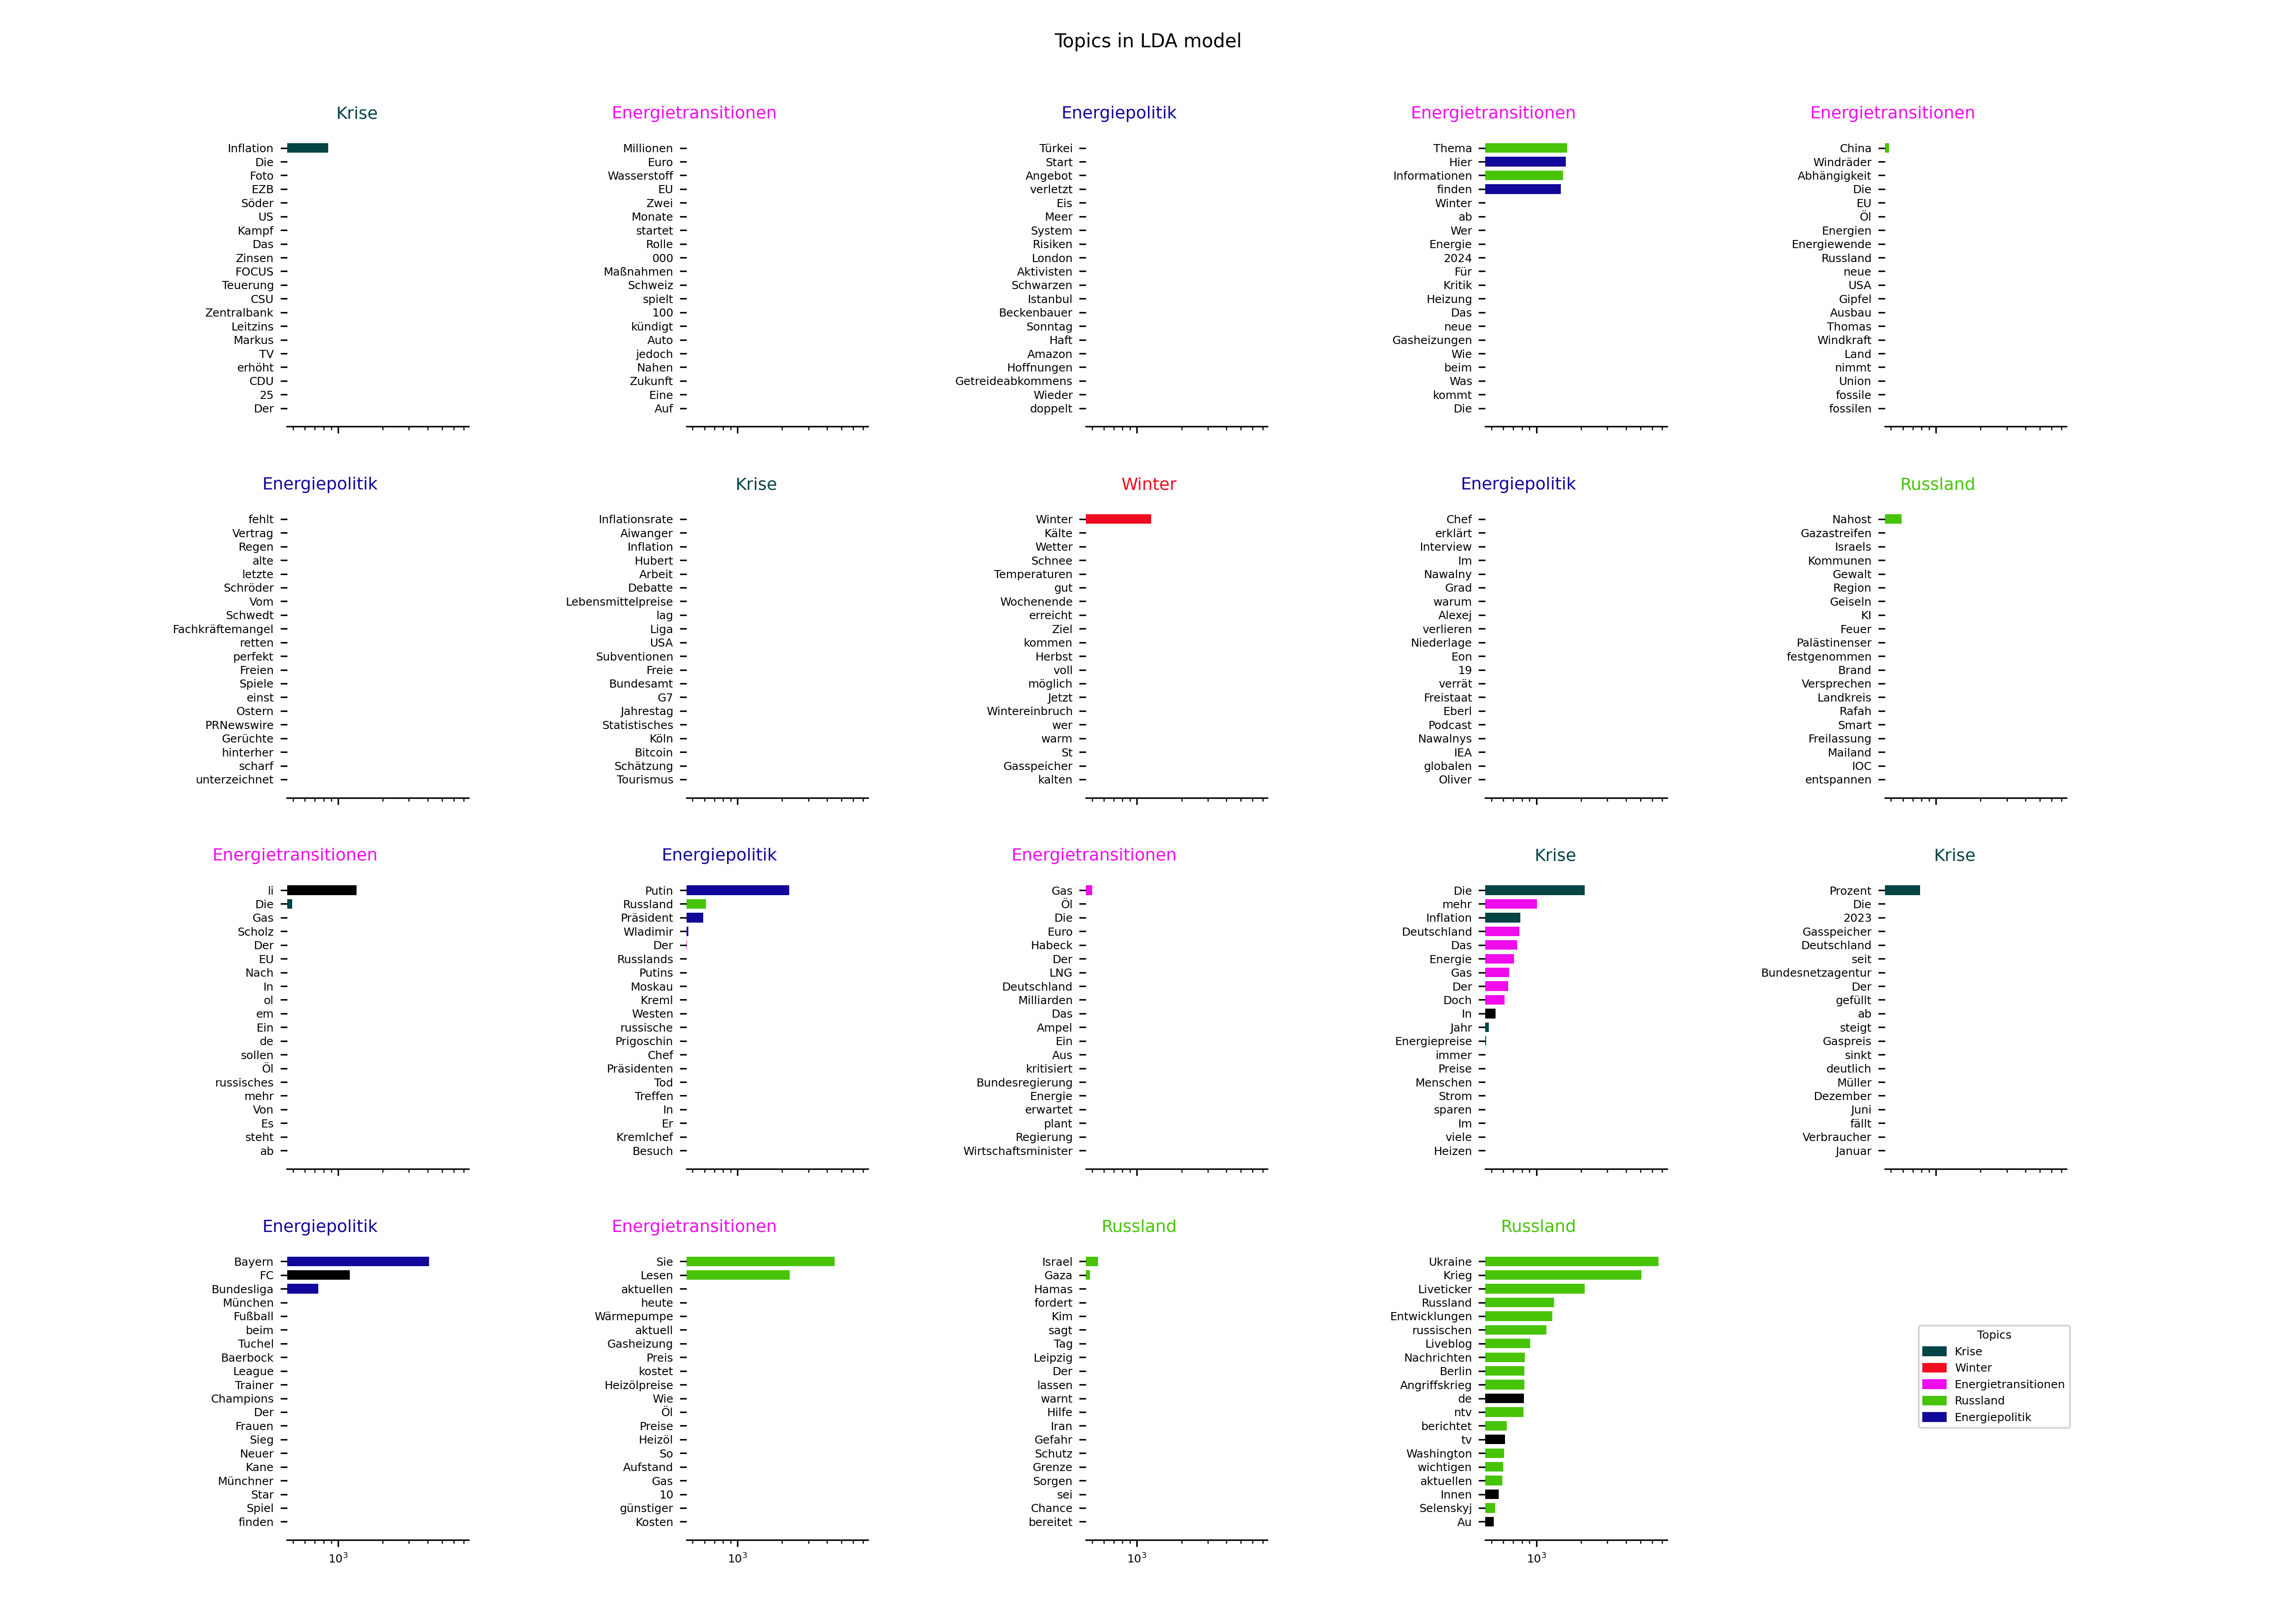 Topics in LDA model
Krise
Inflation
Die
Foto
EZB
Söder
US
Kampf
Das
Zinsen
FOCUS
Teuerung
CSU
Zentralbank
Leitzins
Markus
TV
erhöht
CDU
25
Der
Energietransitionen
Millionen
Euro
Wasserstoff
EU
Zwei
Monate
startet
Rolle
000
Maßnahmen
Schweiz
spielt
100
kündigt
Auto
jedoch
Nahen
Zukunft
Eine
Auf
Energiepolitik
Türkei
Start
Angebot
verletzt
Eis
Meer
System
Risiken
London
Aktivisten
Schwarzen
Istanbul
Beckenbauer
Sonntag
Haft
Amazon
Hoffnungen
Getreideabkommens
Wieder
doppelt
Energietransitionen
Thema
Hier
Informationen
finden
Winter
ab
Wer
Energie
2024
Für
Kritik
Heizung
Das
neue
Gasheizungen
Wie
beim
Was
kommt
Die
Energietransitionen
China
Windräder
Abhängigkeit
Die
EU
Öl
Energien
Energiewende
Russland
neue
USA
Gipfel
Ausbau
Thomas
Windkraft
Land
nimmt
Union
fossile
fossilen
Energiepolitik
fehlt
Vertrag
Regen
alte
letzte
Schröder
Vom
Schwedt
Fachkräftemangel
retten
perfekt
Freien
Spiele
einst
Ostern
PRNewswire
Gerüchte
hinterher
scharf
unterzeichnet
Krise
Inflationsrate
Aiwanger
Inflation
Hubert
Arbeit
Debatte
Lebensmittelpreise
lag
Liga
USA
Subventionen
Freie
Bundesamt
G7
Jahrestag
Statistisches
Köln
Bitcoin
Schätzung
Tourismus
Winter
Winter
Kälte
Wetter
Schnee
Temperaturen
gut
Wochenende
erreicht
Ziel
kommen
Herbst
voll
möglich
Jetzt
Wintereinbruch
wer
warm
St
Gasspeicher
kalten
Energiepolitik
Chef
erklärt
Interview
Im
Nawalny
Grad
warum
Alexej
verlieren
Niederlage
Eon
19
verrät
Freistaat
Eberl
Podcast
Nawalnys
IEA
globalen
Oliver
Russland
Nahost
Gazastreifen
Israels
Kommunen
Gewalt
Region
Geiseln
KI
Feuer
Palästinenser
festgenommen
Brand
Versprechen
Landkreis
Rafah
Smart
Freilassung
Mailand
IOC
entspannen
Energietransitionen
li
Die
Gas
Scholz
Der
EU
Nach
In
ol
em
Ein
de
sollen
Öl
russisches
mehr
Von
Es
steht
ab
Energiepolitik
Putin
Russland
Präsident
Wladimir
Der
Russlands
Putins
Moskau
Kreml
Westen
russische
Prigoschin
Chef
Präsidenten
Tod
Treffen
In
Er
Kremlchef
Besuch
Energietransitionen
Gas
Öl
Die
Euro
Habeck
Der
LNG
Deutschland
Milliarden
Das
Ampel
Ein
Aus
kritisiert
Bundesregierung
Energie
erwartet
plant
Regierung
Wirtschaftsminister
Krise
Die
mehr
Inflation
Deutschland
Das
Energie
Gas
Der
Doch
In
Jahr
Energiepreise
immer
Preise
Menschen
Strom
sparen
Im
viele
Heizen
Krise
Prozent
Die
2023
Gasspeicher
Deutschland
seit
Bundesnetzagentur
Der
gefüllt
ab
steigt
Gaspreis
sinkt
deutlich
Müller
Dezember
Juni
fällt
Verbraucher
Januar
Energiepolitik
Bayern
FC
Bundesliga
München
Fußball
beim
Tuchel
Baerbock
League
Trainer
Champions
Der
Frauen
Sieg
Neuer
Kane
Münchner
Star
Spiel
finden
10³
Energietransitionen
Sie
Lesen
aktuellen
heute
Wärmepumpe
aktuell
Gasheizung
Preis
kostet
Heizölpreise
Wie
Öl
Preise
Heizöl
So
Aufstand
Gas
10
günstiger
Kosten
10³
Russland
Israel
Gaza
Hamas
fordert
Kim
sagt
Tag
Leipzig
Der
lassen
warnt
Hilfe
Iran
Gefahr
Schutz
Grenze
Sorgen
sei
Chance
bereitet
10³
Russland
Ukraine
Krieg
Liveticker
Russland
Entwicklungen
russischen
Liveblog
Nachrichten
Berlin
Angriffskrieg
de
ntv
berichtet
tv
Washington
wichtigen
aktuellen
Innen
Selenskyj
Au
10³
Topics
Krise
Winter
Energietransitionen
Russland
Energiepolitik